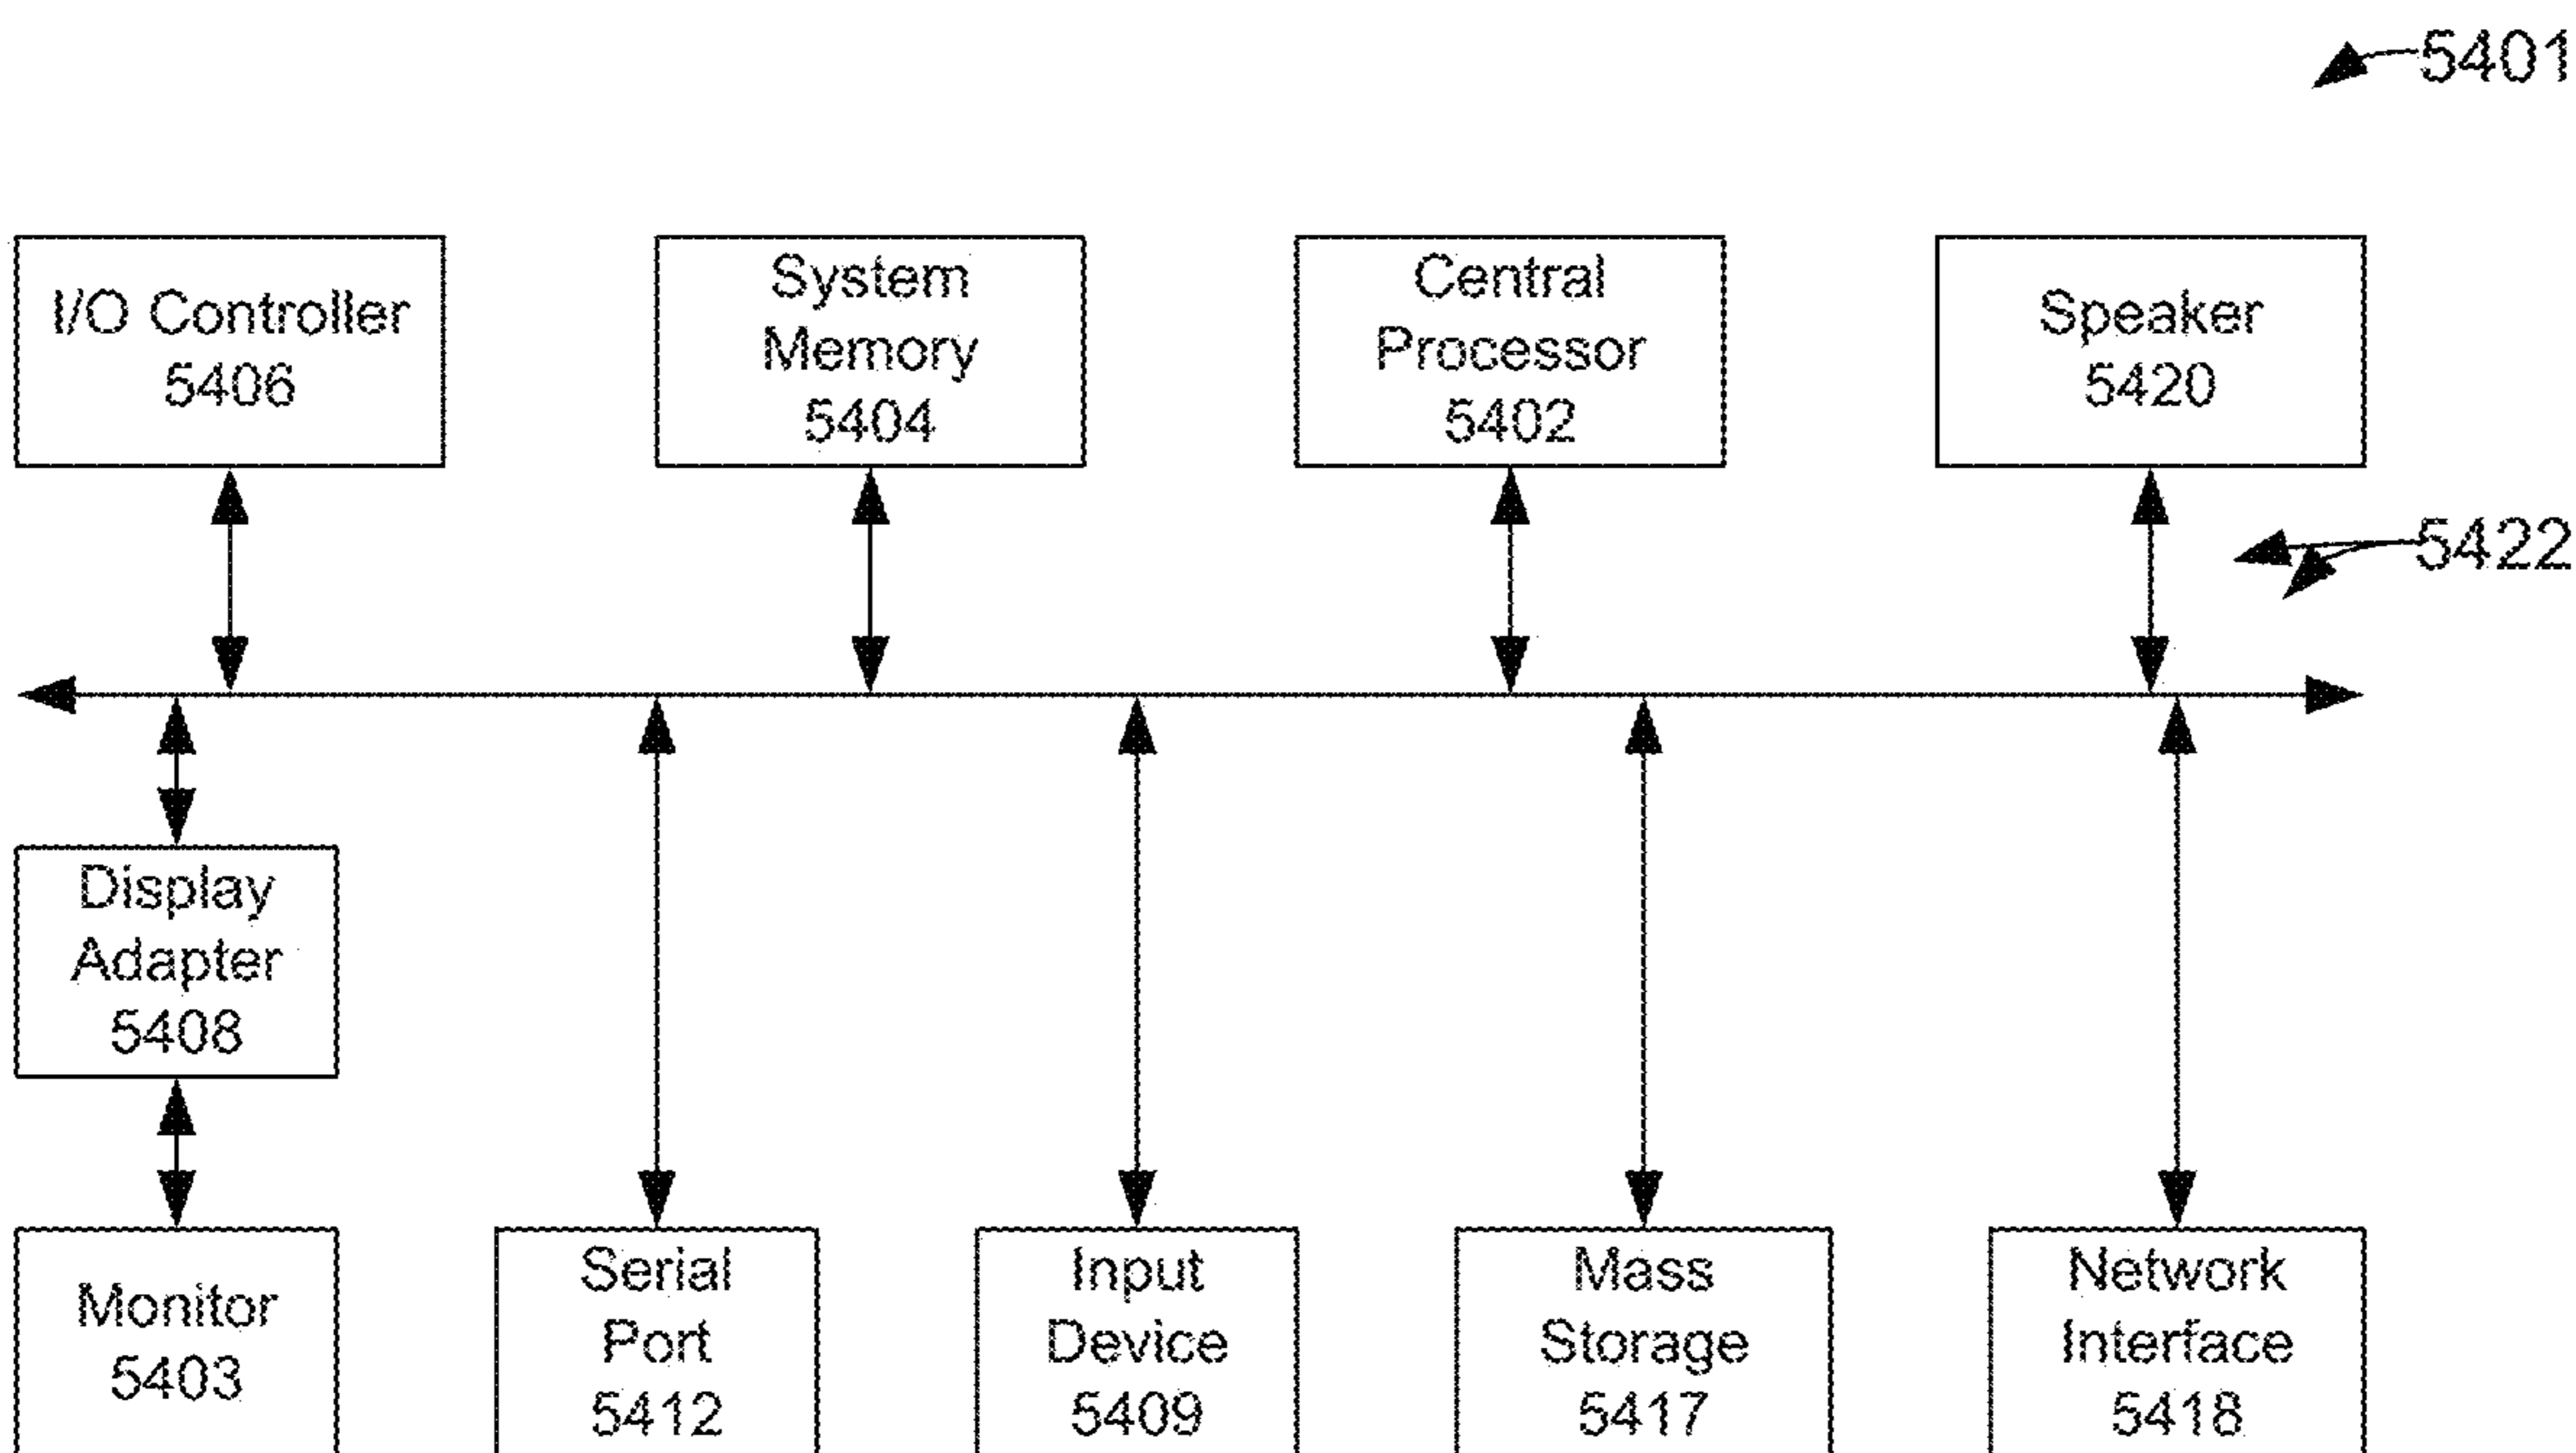 5401
I/O Controller
5406
System
Memory
5404
Central
Processor
5402
Speaker
5420
5422
Display
Adapter
5408
Monitor
5403
Serial
Port
5412
Input
Device
5409
Mass
Storage
5417
Network
Interface
5418